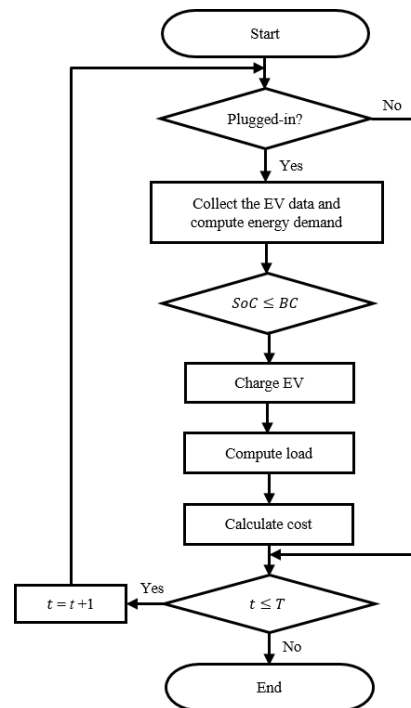 Start
Plugged-in?
No
Yes
Collect the EV data and
compute energy demand
SoC ≤ BC
Charge EV
Compute load
Calculate cost
t = t +1
Yes
t ≤ T
No
End